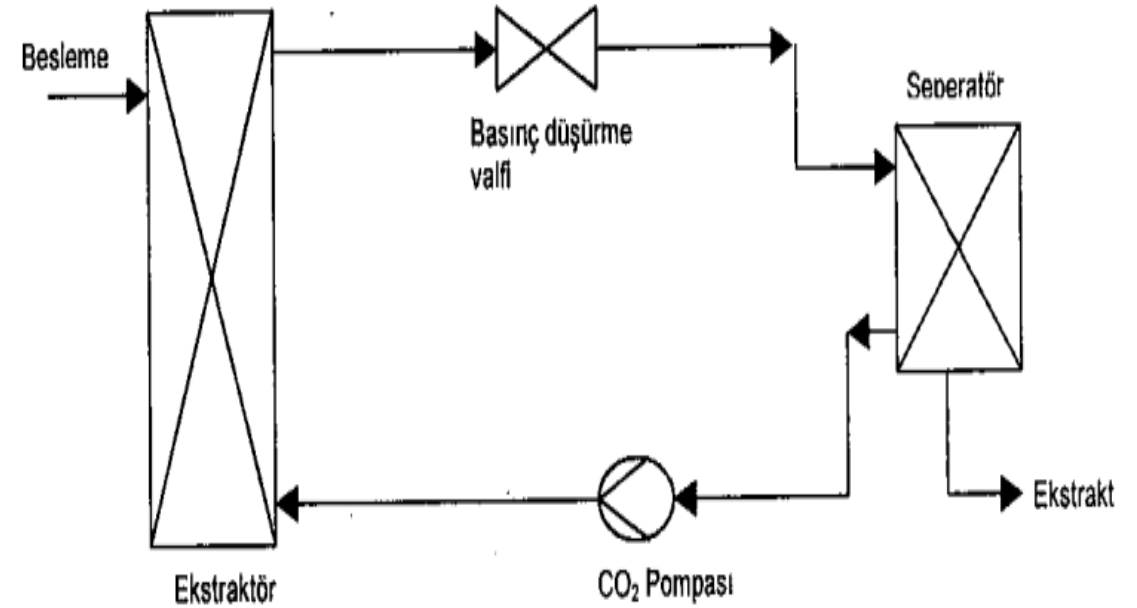 Besleme
Basınç düşürme
valfi
Seperatör
Ekstrakt
CO₂ Pompası
Ekstraktör